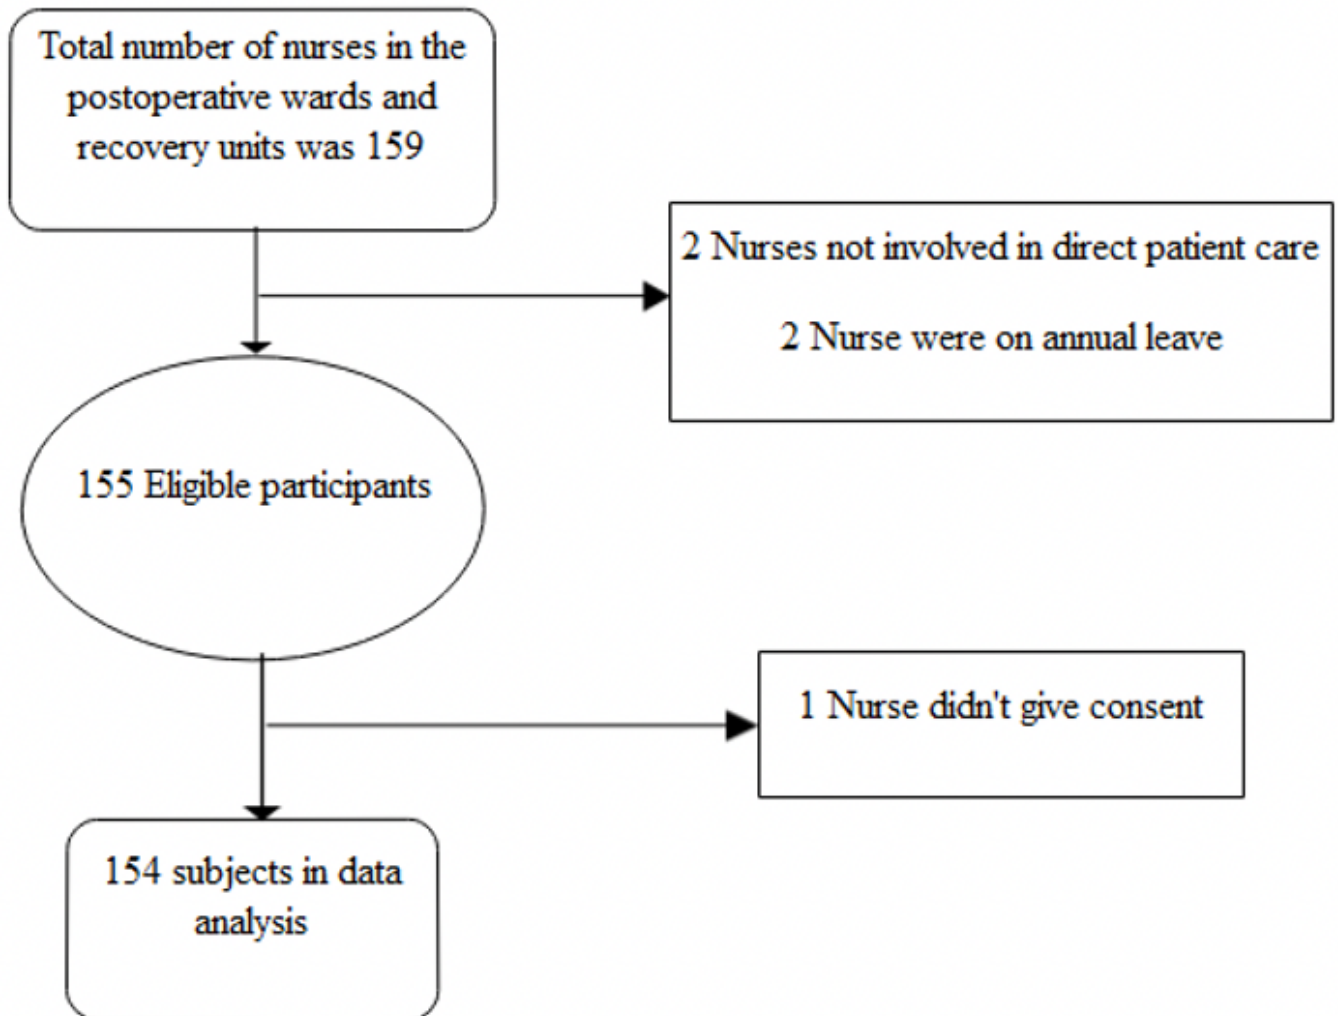 Total number of nurses in the
postoperative wards and
recovery units was 159
2 Nurses not involved in direct patient care
2 Nurse were on annual leave
155 Eligible participants
1 Nurse didn't give consent
154 subjects in data
analysis